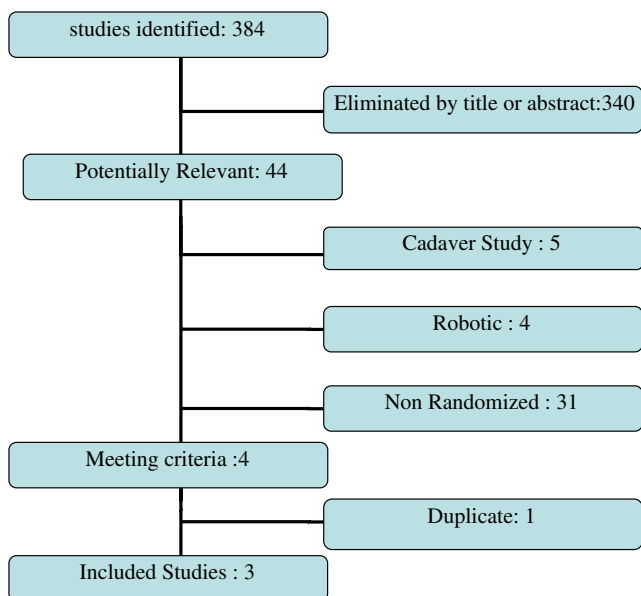 studies identified: 384
Eliminated by title or abstract:340
Potentially Relevant: 44
Cadaver Study : 5
Robotic : 4
Non Randomized : 31
Meeting criteria :4
Duplicate: 1
Included Studies : 3